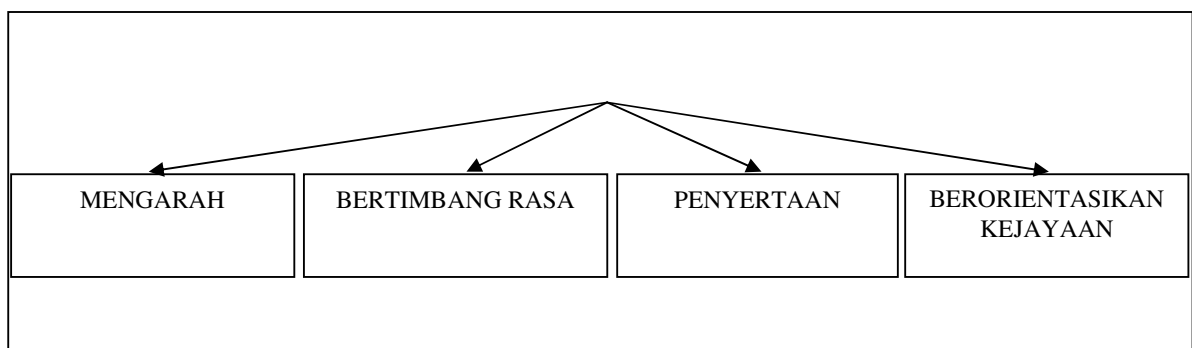 MENGARAH
BERTIMBANG RASA
PENYERTAAN
BERORIENTASIKAN
KEJAYAAN